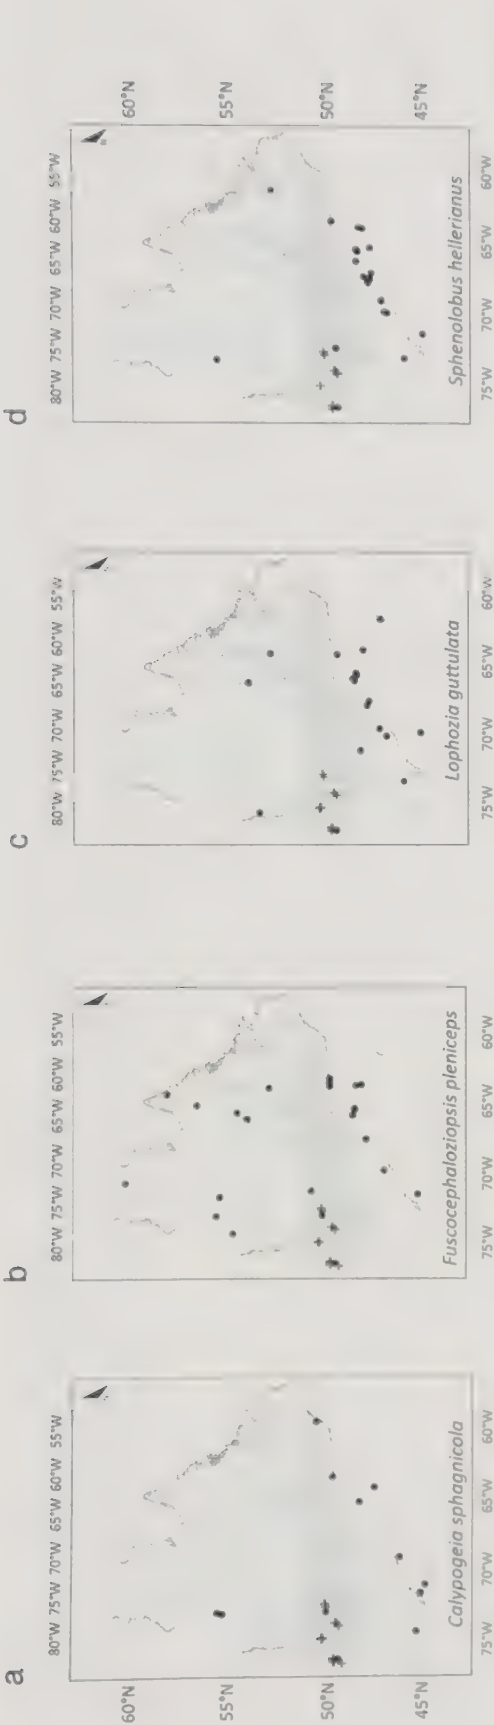 a
80°W 75°W 70°W 65°W 60°W 55°W
60°N
55°N
50°N
45°N
Calypogeia sphagnicola
75°W 70°W 65°W 60°W
b
80°W 75°W 70°W 65°W 60°W 55°W
Fuscocephaloziopsis pleniceps
75°W 70°W 65°W 60°W
c
80°W 75°W 70°W 65°W 60°W 55°W
Lophozia guttulata
75°W 70°W 65°W 60°W
d
80°W 75°W 70°W 65°W 60°W 55°W
60°N
55°N
50°N
45°N
Sphenolobus hellerianus
75°W 70°W 65°W 60°W